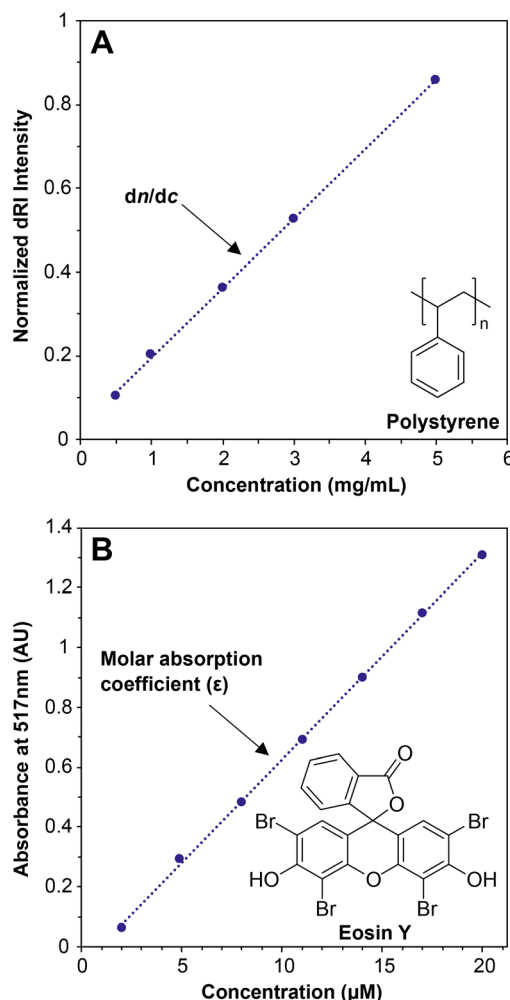 A
1
0.8
0.6
0.4
0.2
0
Normalized dRI Intensity
dn/dc
n
Polystyrene
1 2 3 4 5 6
Concentration (mg/mL)
B
1.4
1.2
1
0.8
0.6
0.4
0.2
0
Absorbance at 517nm (AU)
Molar absorption
coefficient (ε)
O
O
Br Br
HO O OH
Br Br
Eosin Y
0 5 10 15 20
Concentration (µM)